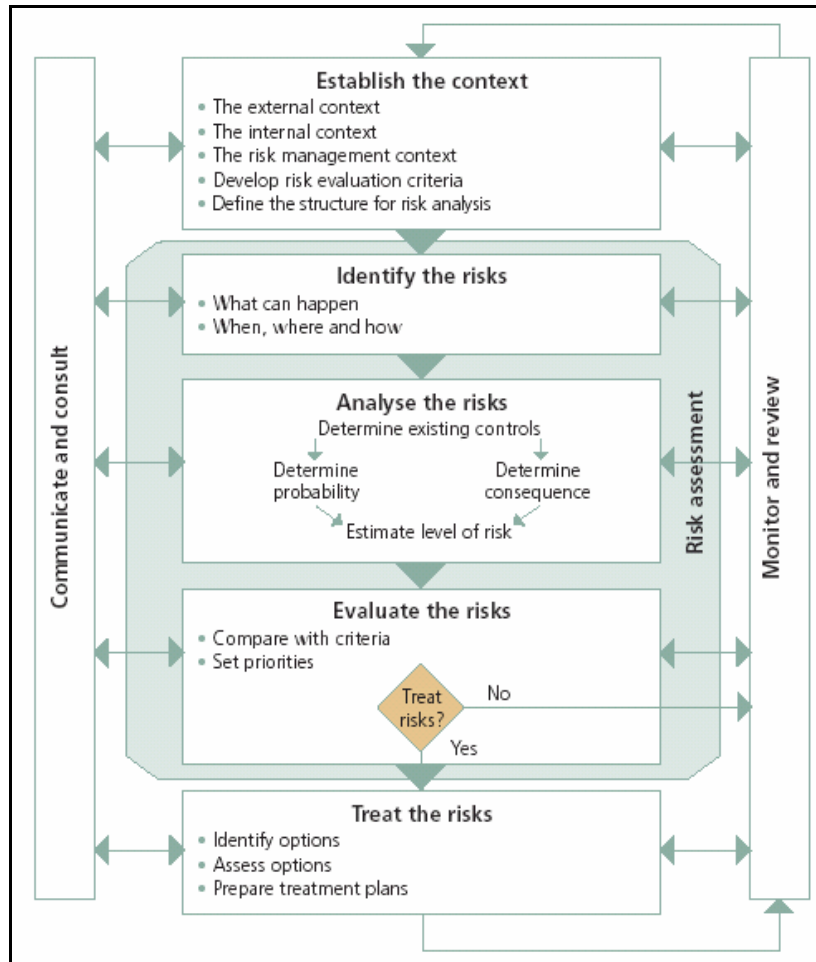 Establish the context
• The external context
• The internal context
• The risk management context
• Develop risk evaluation criteria
• Define the structure for risk analysis
Identify the risks
• What can happen
• When, where and how
Analyse the risks
Determine existing controls
Determine
probability
Determine
consequence
Estimate level of risk
Evaluate the risks
• Compare with criteria
• Set priorities
Treat
risks?
No
Yes
Treat the risks
• Identify options
• Assess options
• Prepare treatment plans
Communicate and consult
Risk assessment
Monitor and review